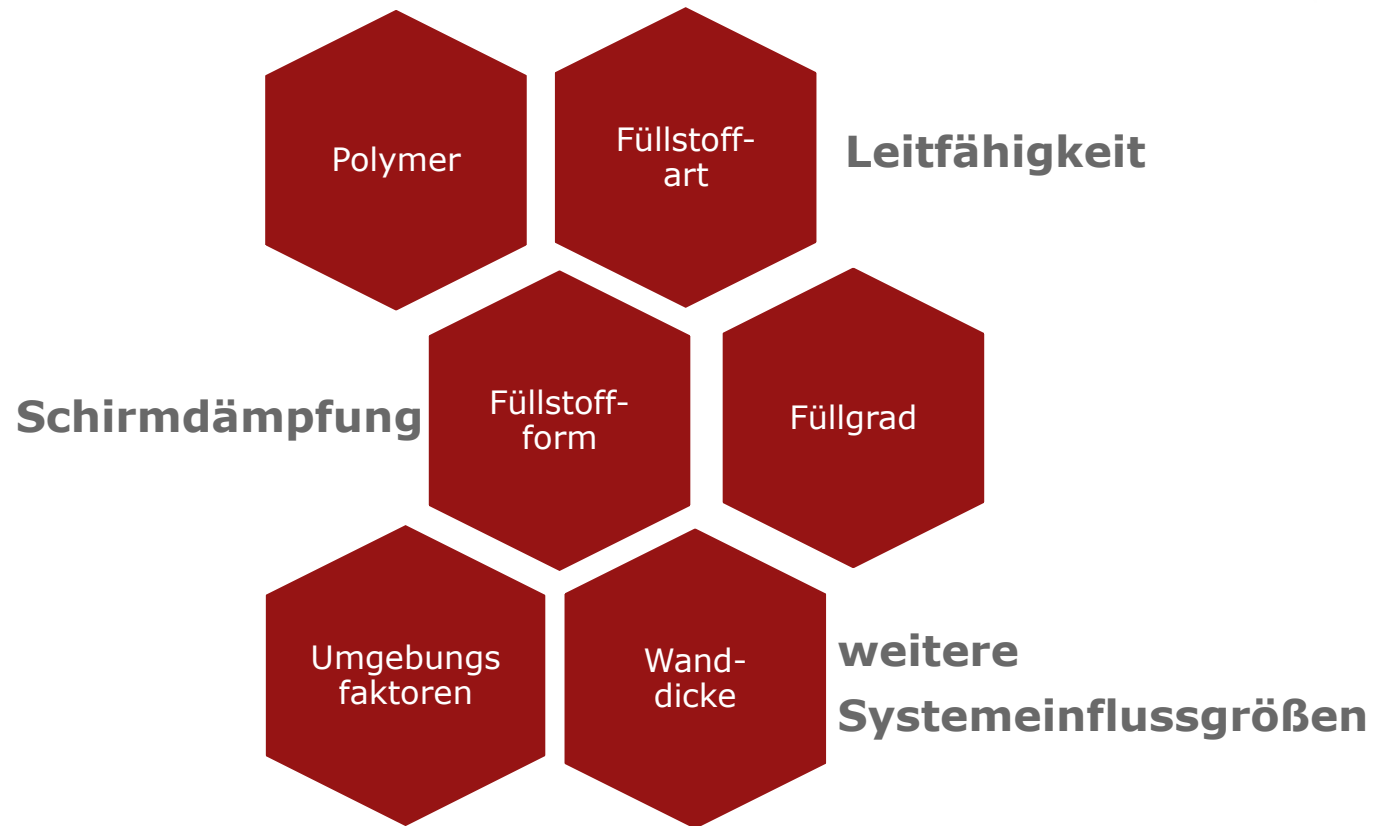 Polymer
Füllstoff-
art
Leitfähigkeit
Schirmdämpfung
Füllstoff-
form
Füllgrad
Umgebungs
faktoren
Wand-
dicke
weitere
Systemeinflussgrößen